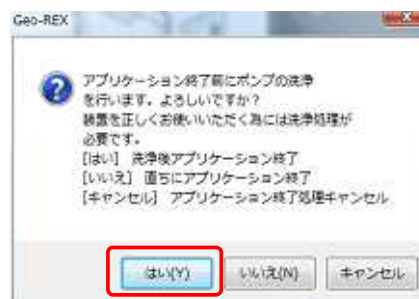 Geo-REX
アプリケーション終了前にポンプの洗浄
を行います。よろしいですか？
装置を正しくお使いいただく為には洗浄処理が
必要です。
[はい] 洗浄後アプリケーション終了
[いいえ] 直ちにアプリケーション終了
[キャンセル] アプリケーション終了処理キャンセル
はい(Y) いいえ(N) キャンセル